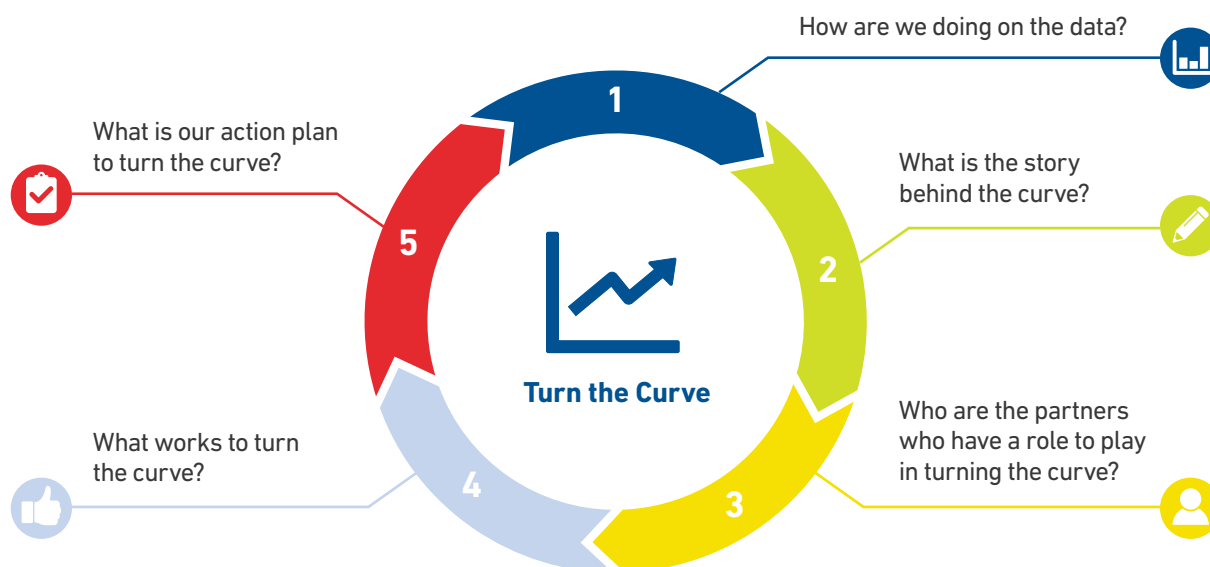 How are we doing on the data?
1
What is our action plan
to turn the curve?
What is the story
behind the curve?
5
2
Turn the Curve
Who are the partners
who have a role to play
in turning the curve?
What works to turn
the curve?
4
3